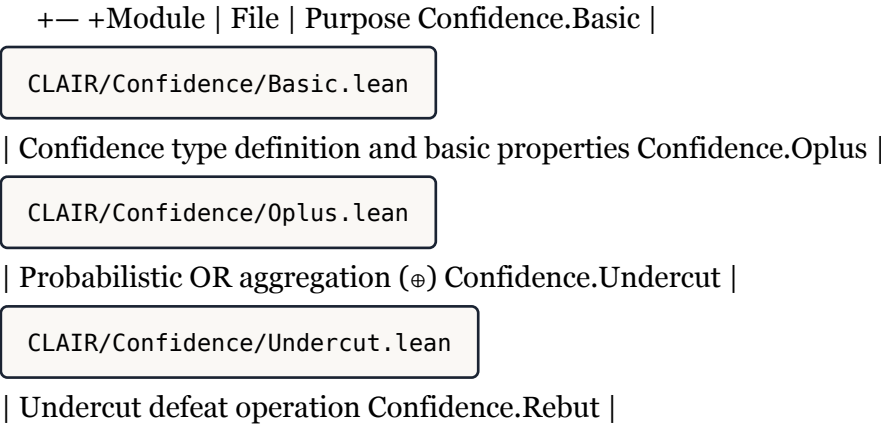 +— +Module | File | Purpose Confidence.Basic |
CLAIR/Confidence/Basic.lean
| Confidence type definition and basic properties Confidence.Oplus |
CLAIR/Confidence/Oplus.lean
| Probabilistic OR aggregation (⊕) Confidence.Undercut |
CLAIR/Confidence/Undercut.lean
| Undercut defeat operation Confidence.Rebut |